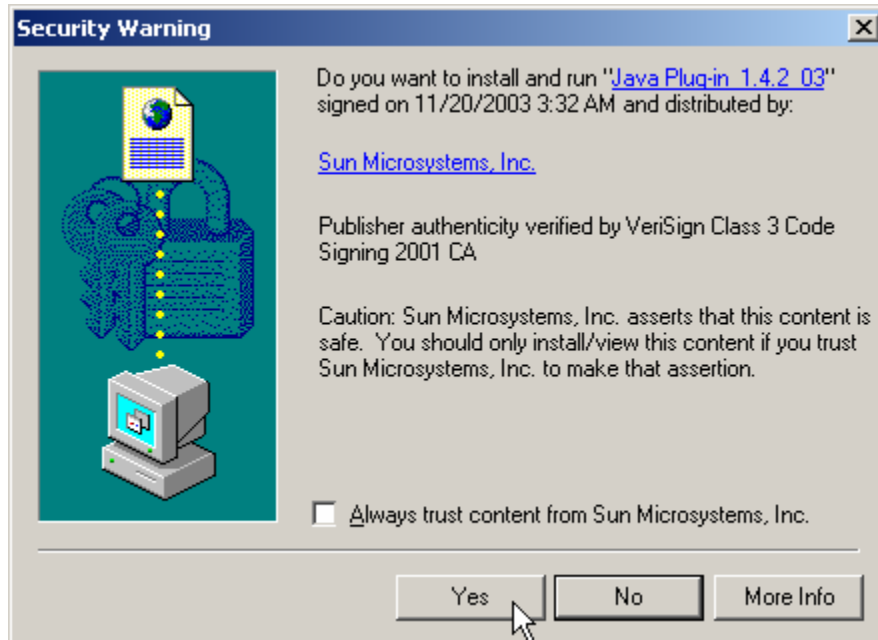 Security Warning
Do you want to install and run "Java Plug-in 1.4.2_03"
signed on 11/20/2003 3:32 AM and distributed by:
Sun Microsystems, Inc.
Publisher authenticity verified by VeriSign Class 3 Code
Signing 2001 CA
Caution: Sun Microsystems, Inc. asserts that this content is
safe. You should only install/view this content if you trust
Sun Microsystems, Inc. to make that assertion.
Always trust content from Sun Microsystems, Inc.
Yes No More Info